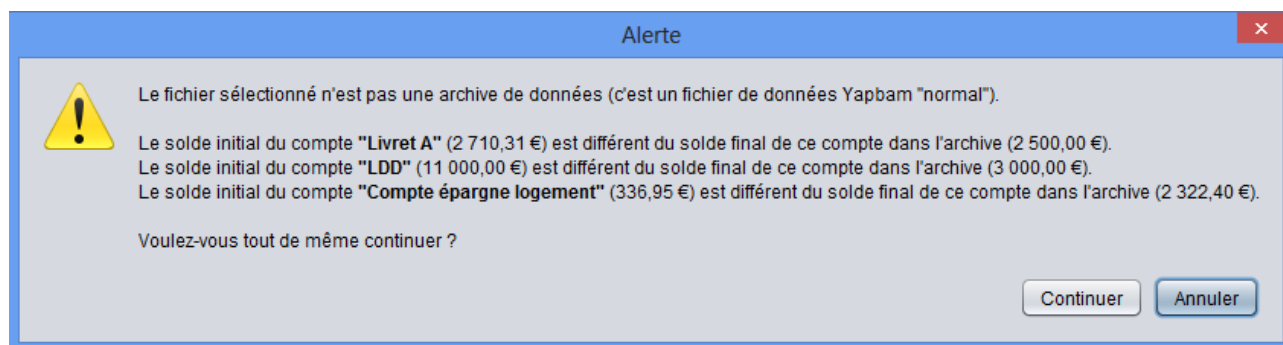 Alerte
Le fichier sélectionné n'est pas une archive de données (c'est un fichier de données Yapbam "normal").
Le solde initial du compte "Livret A" (2 710,31 €) est différent du solde final de ce compte dans l'archive (2 500,00 €).
Le solde initial du compte "LDD" (11 000,00 €) est différent du solde final de ce compte dans l'archive (3 000,00 €).
Le solde initial du compte "Compte épargne logement" (336,95 €) est différent du solde final de ce compte dans l'archive (2 322,40 €).
Voulez-vous tout de même continuer ?
Continuer Annuler